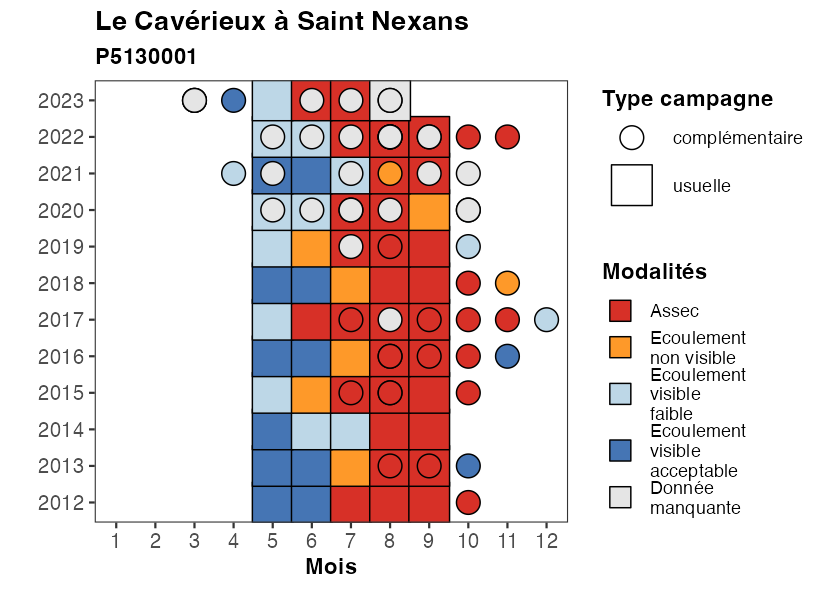 Le Cavérieux à Saint Nexans
P5130001
2023
2022
2021
2020
2019
2018
2017
2016
2015
2014
2013
2012
1 2 3 4 5 6 7 8 9 10 11 12
Mois
Type campagne
complémentaire
usuelle
Modalités
Assec
Ecoulement
non visible
Ecoulement
visible
faible
Ecoulement
visible
acceptable
Donnée
manquante